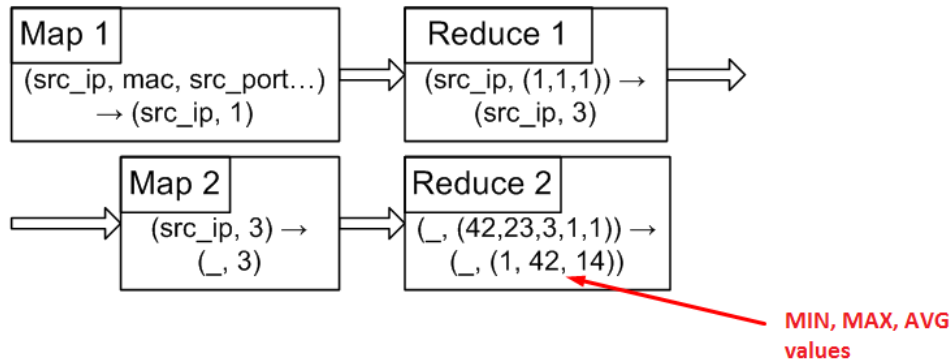 Map 1
(src_ip, mac, src_port…)
→ (src_ip, 1)
Reduce 1
(src_ip, (1,1,1)) →
(src_ip, 3)
Map 2
(src_ip, 3) →
(_, 3)
Reduce 2
(_, (42,23,3,1,1)) →
(_, (1, 42, 14))
MIN, MAX, AVG
values